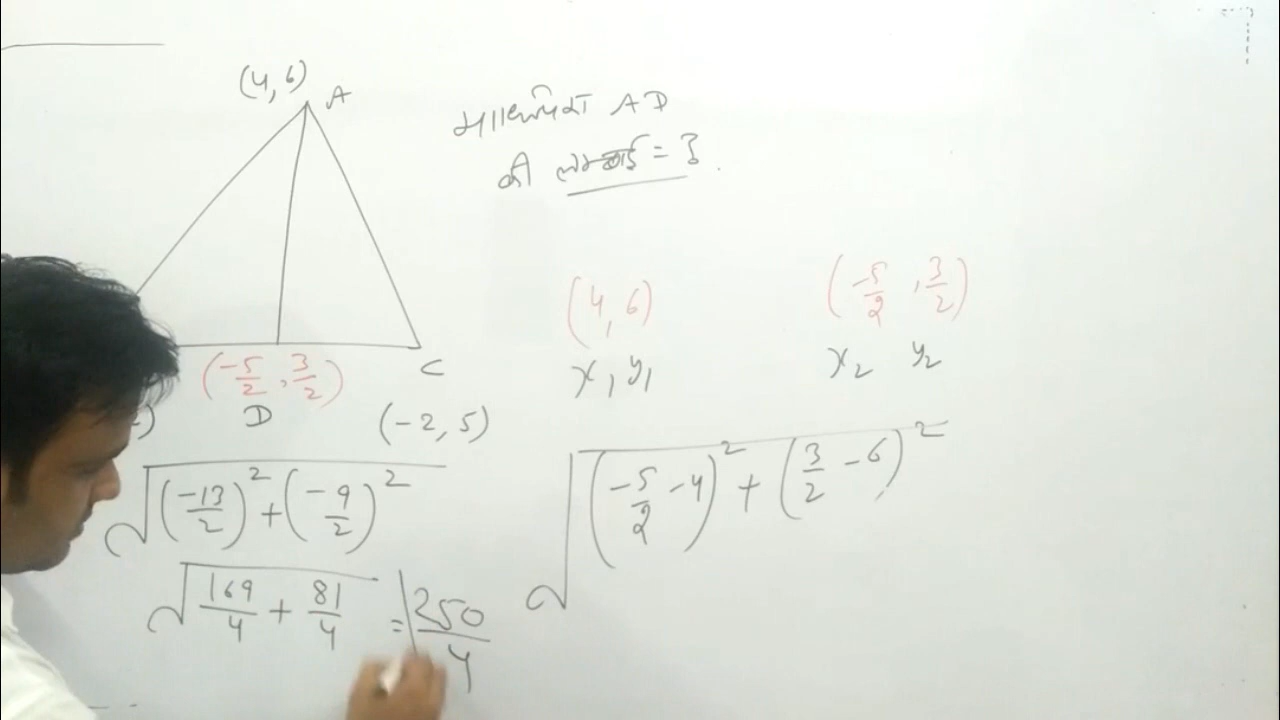 (4, 6) A
माध्यिका AD
की लम्बाई = ?
(4, 6) (-5/2, 3/2)
x₁ y₁ x₂ y₂
(-5/2, 3/2) C
D (-2, 5)
√((-5/2 - 4)² + (3/2 - 6)²)
√((-13/2)² + (-9/2)²)
√(169/4 + 81/4) = √(250/4)